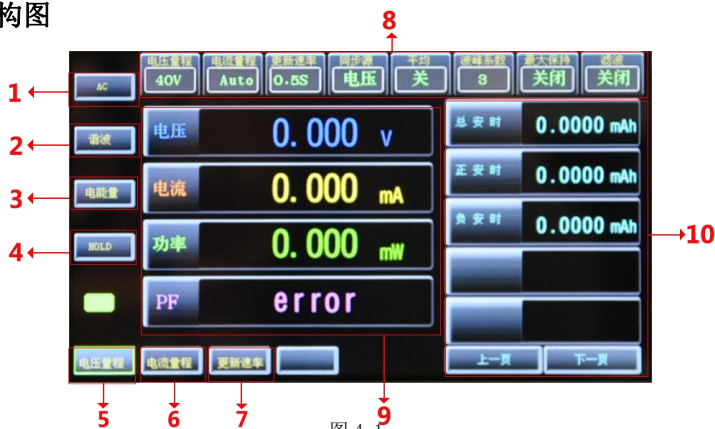 构图
8
电压量程 电流量程 更新速率 同步源 平均 波峰系数 最大保持 滤波
40V Auto 0.5S 电压 关 3 关闭 关闭
1 AC
2 谐波
3 电能量
4 HOLD
电压 0.000 V
电流 0.000 mA
功率 0.000 mW
PF error
总安时 0.0000 mAh
正安时 0.0000 mAh
负安时 0.0000 mAh
10
上一页 下一页
电压量程 电流量程 更新速率
5 6 7 9
图 4-1